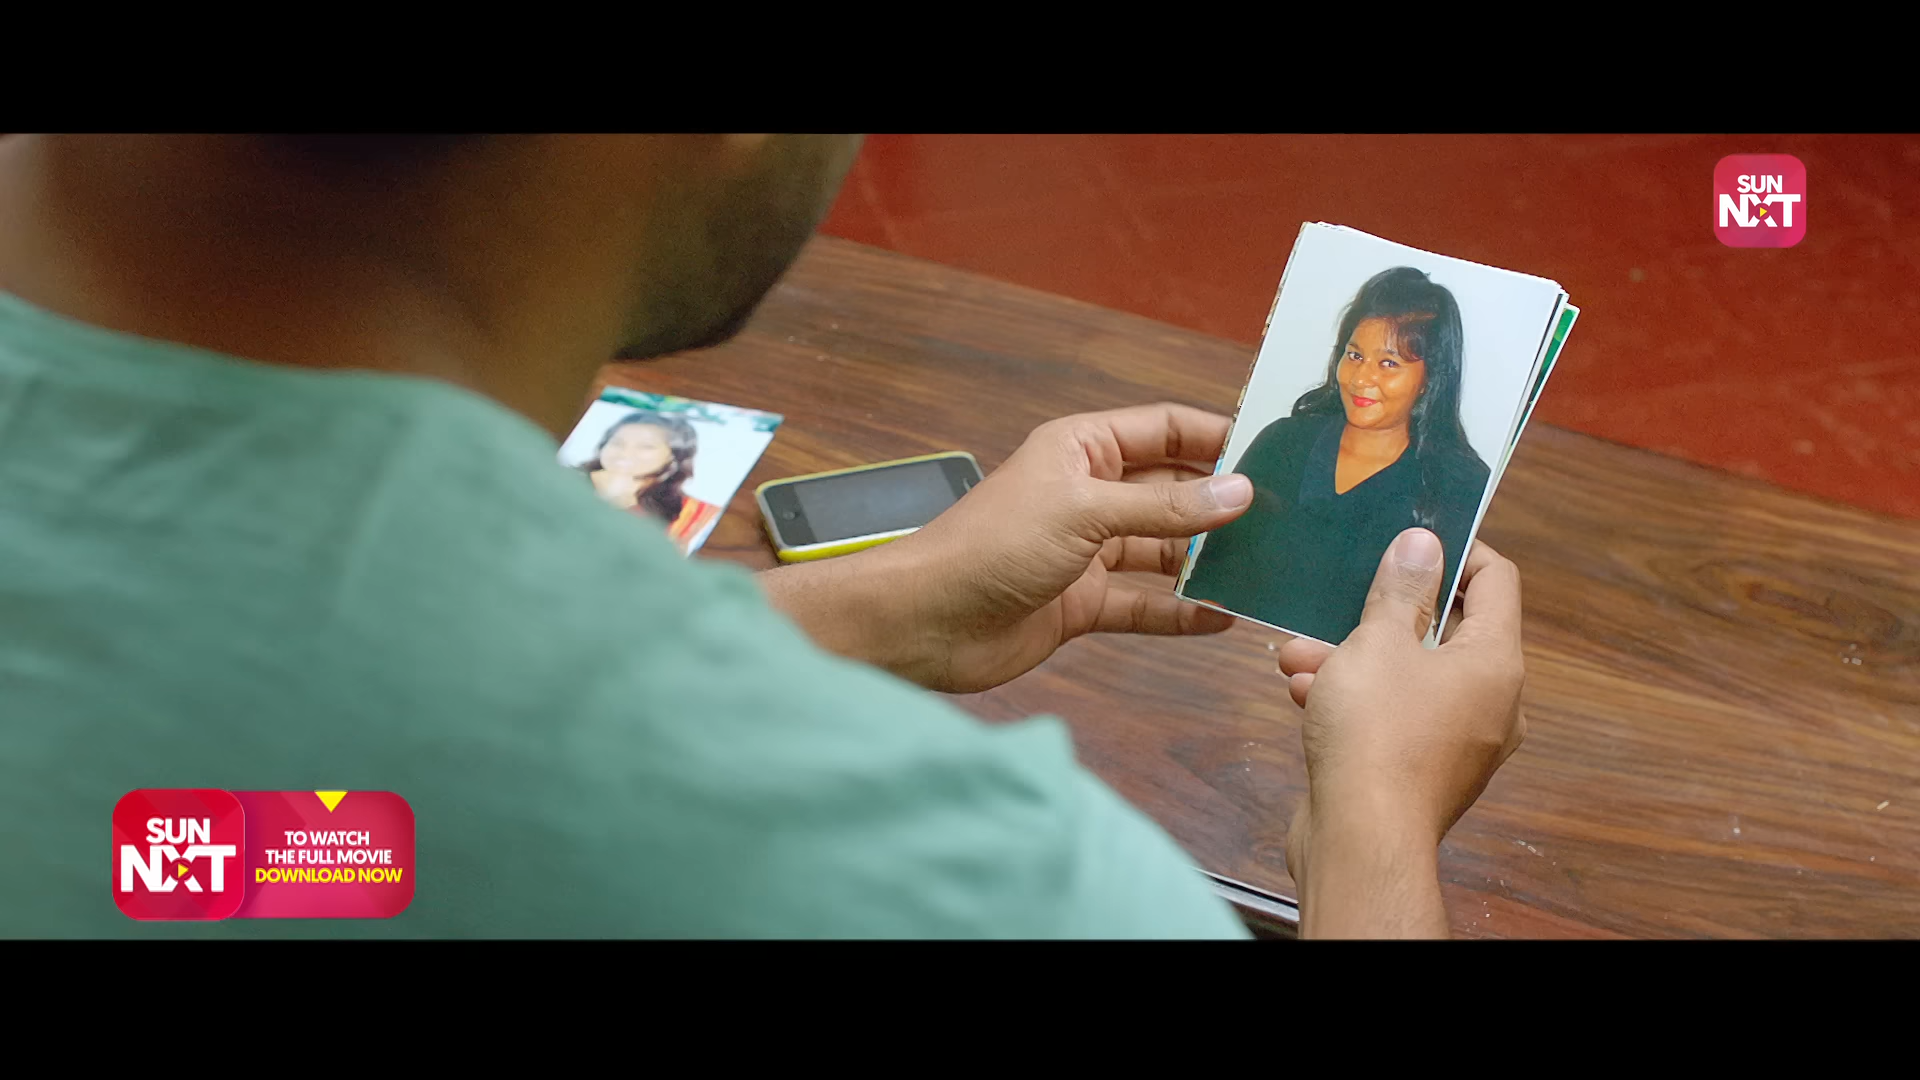 SUN
NXT
SUN
NXT
TO WATCH
THE FULL MOVIE
DOWNLOAD NOW